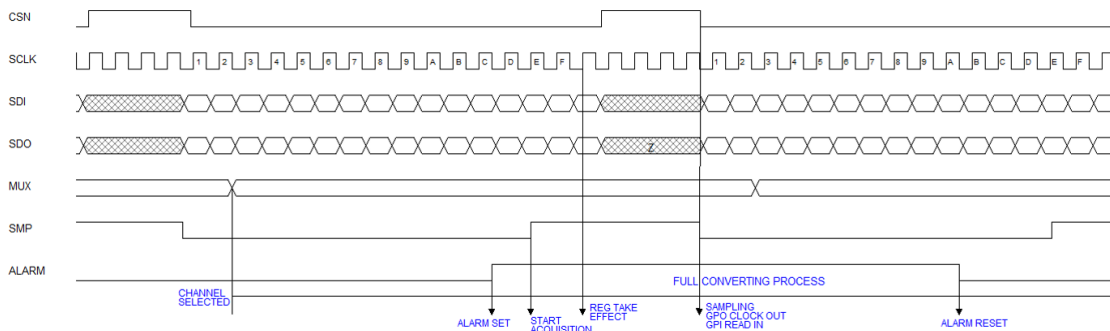 CSN
SCLK
1 2 3 4 5 6 7 8 9 A B C D E F 1 2 3 4 5 6 7 8 9 A B C D E F
SDI
SDO
Z
MUX
SMP
ALARM
FULL CONVERTING PROCESS
CHANNEL
SELECTED
ALARM SET
START
ACQUISITION
REG TAKE
EFFECT
SAMPLING
GPO CLOCK OUT
GPI READ IN
ALARM RESET